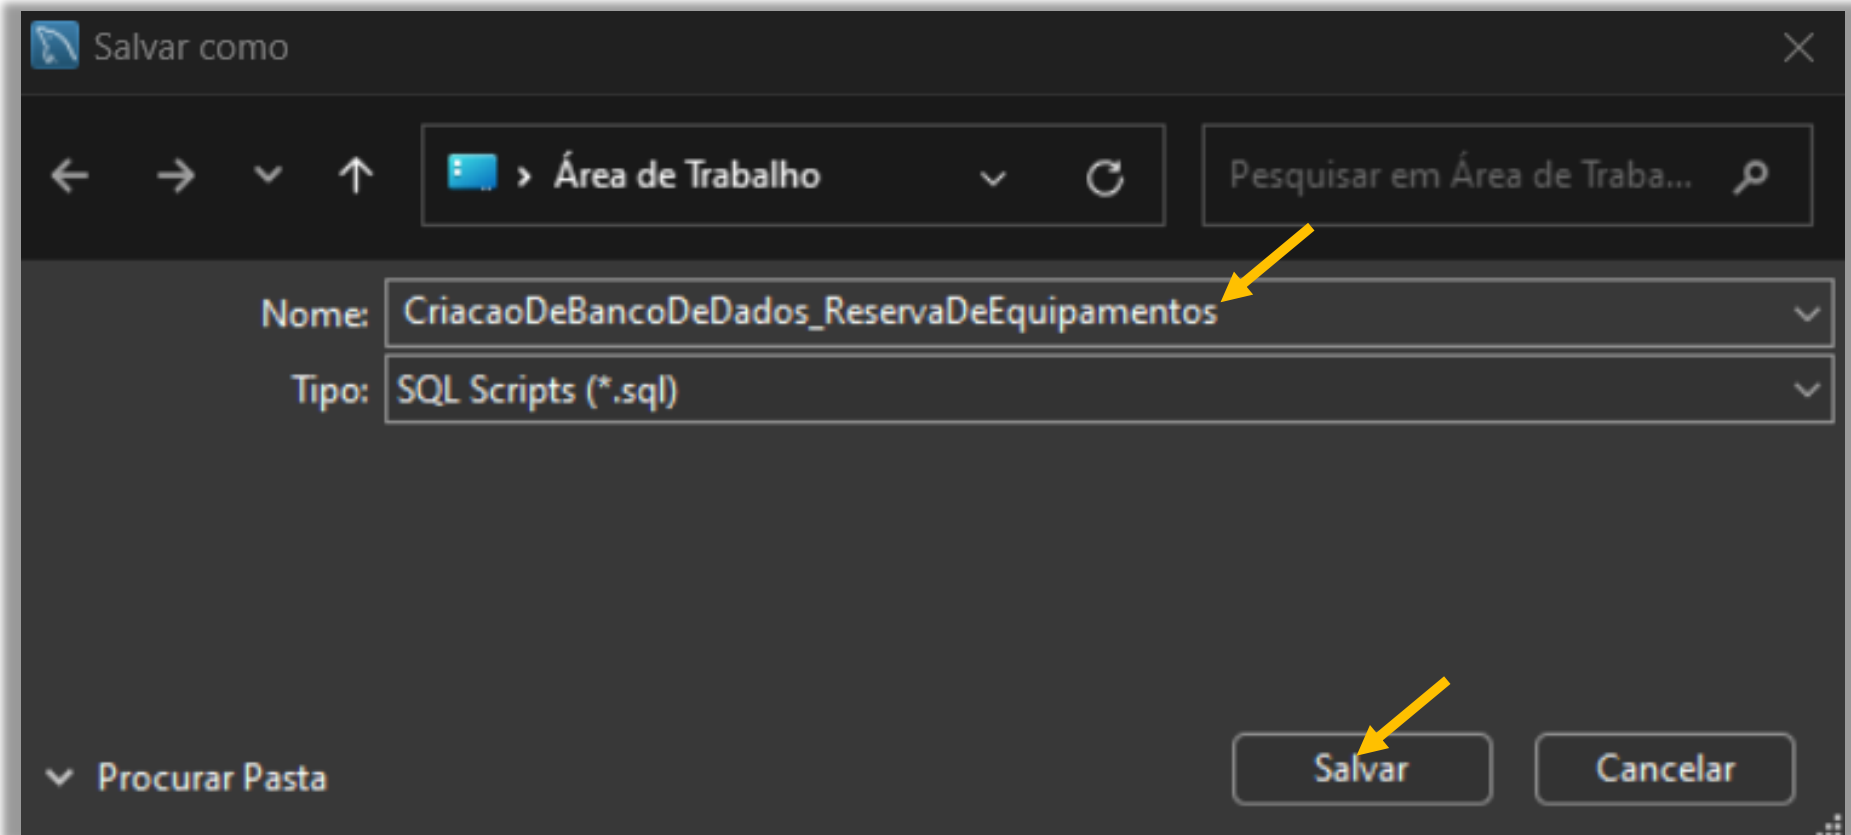 Salvar como
Área de Trabalho
Pesquisar em Área de Traba...
Nome: CriacaoDeBancoDeDados_ReservaDeEquipamentos
Tipo: SQL Scripts (*.sql)
Procurar Pasta
Salvar
Cancelar